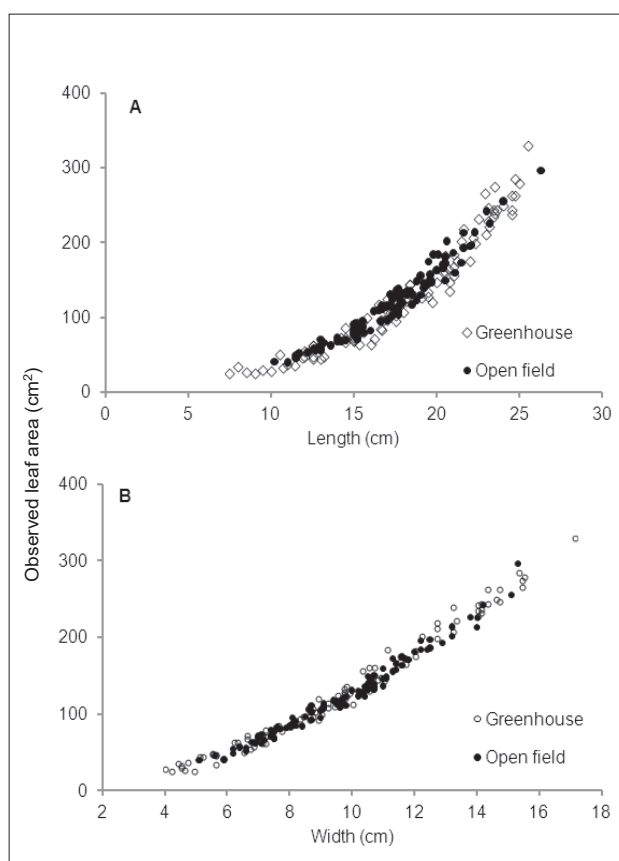 Observed leaf area (cm²)
A
400
300
200
100
0
0 5 10 15 20 25 30
Length (cm)
Greenhouse
Open field
B
400
300
200
100
0
2 4 6 8 10 12 14 16 18
Width (cm)
Greenhouse
Open field